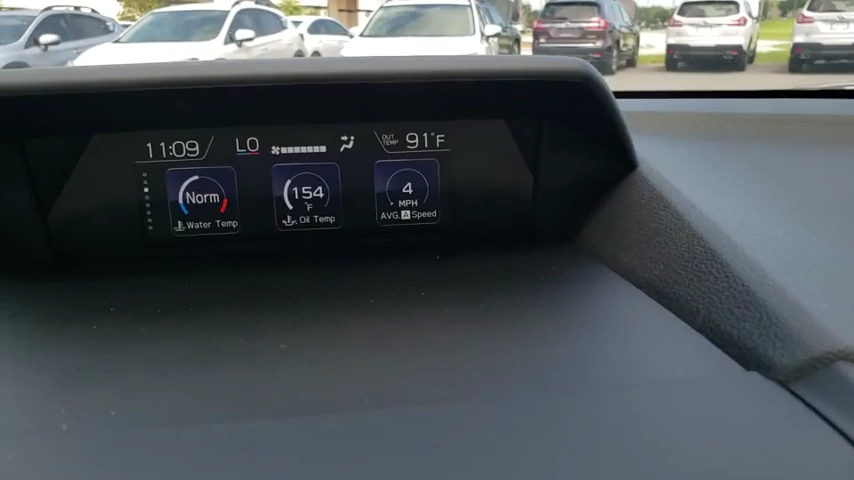 11:09 LO OUT TEMP 91°F
Norm 154 °F 4 MPH
Water Temp Oil Temp AVG. A Speed